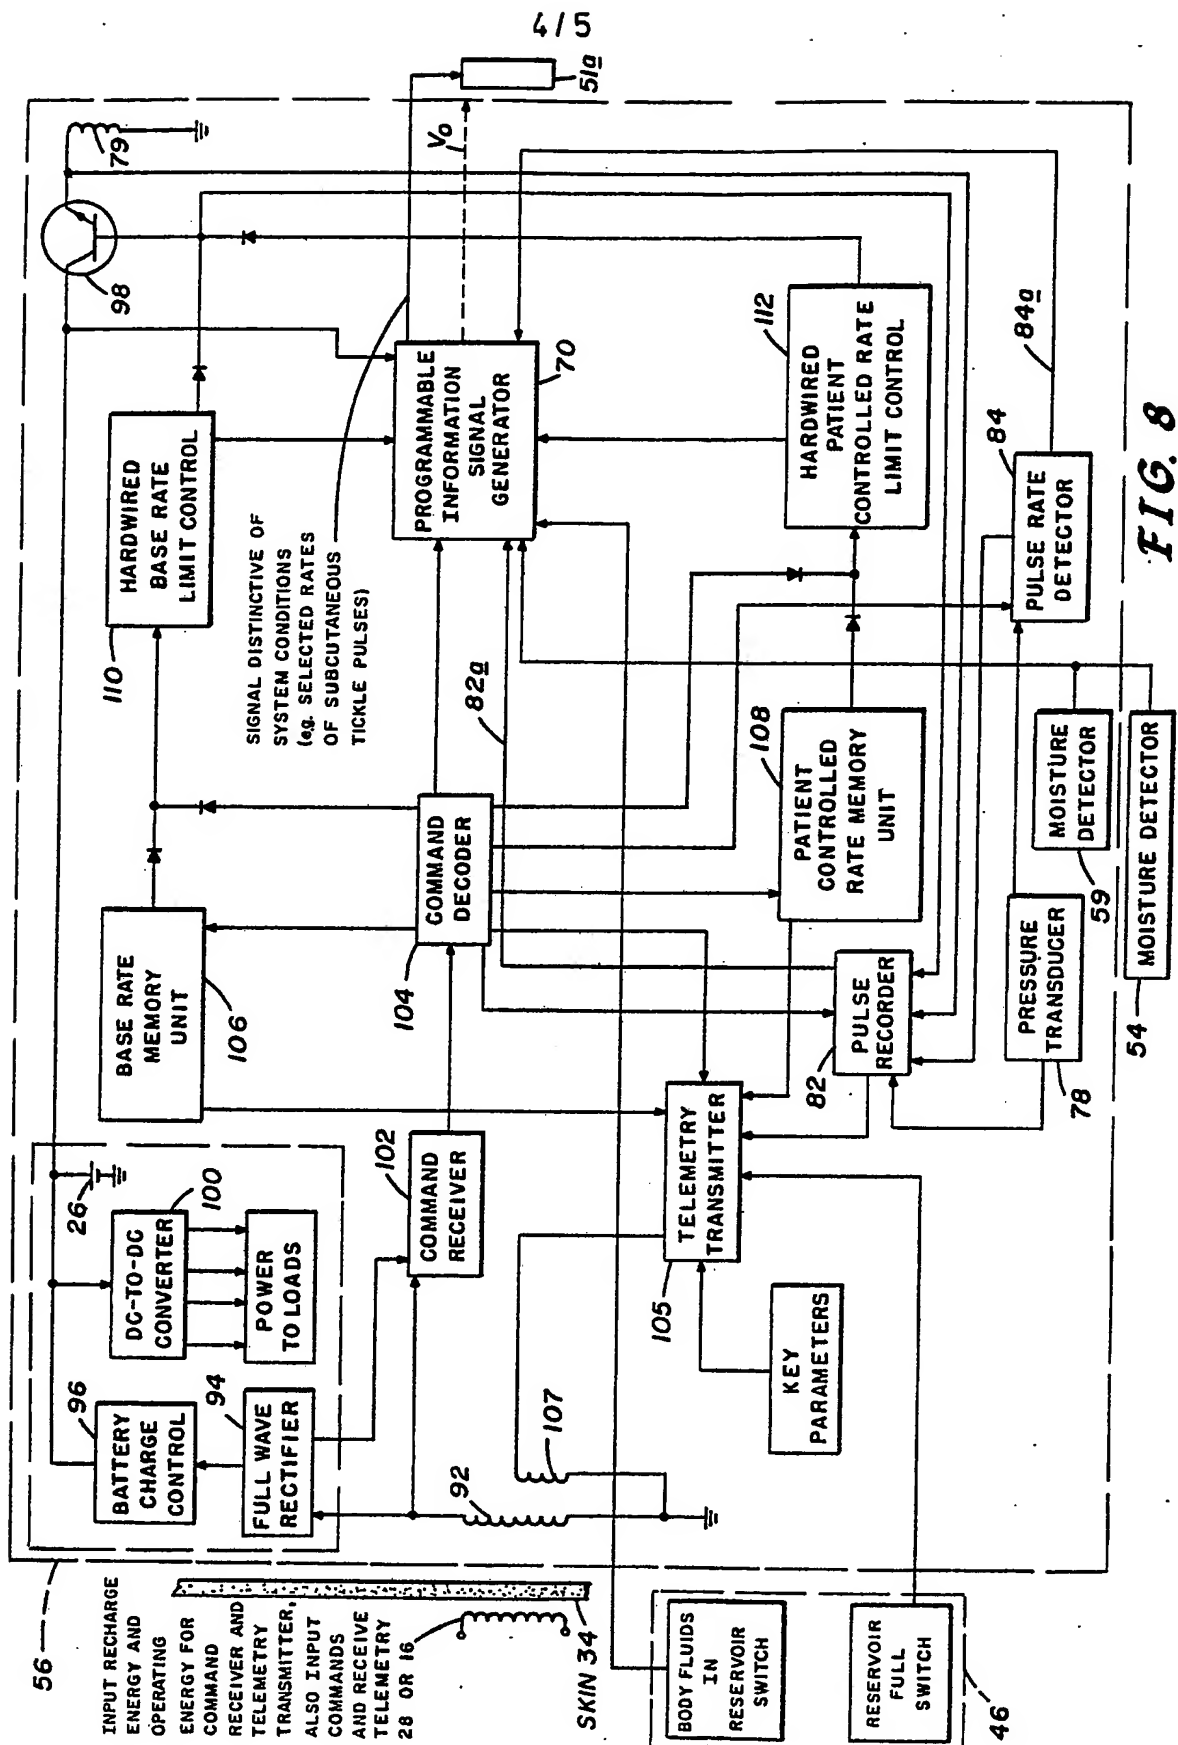 4/5
56
INPUT RECHARGE
ENERGY AND
OPERATING
ENERGY FOR
COMMAND
RECEIVER AND
TELEMETRY
TRANSMITTER,
ALSO INPUT
COMMANDS
AND RECEIVE
TELEMETRY
28 OR 16
SKIN 34
BODY FLUIDS
IN
RESERVOIR
SWITCH
RESERVOIR
FULL
SWITCH
46
96
BATTERY
CHARGE
CONTROL
94
FULL WAVE
RECTIFIER
26
100
DC-TO-DC
CONVERTER
POWER
TO LOADS
92
107
102
COMMAND
RECEIVER
105
TELEMETRY
TRANSMITTER
KEY
PARAMETERS
BASE RATE
MEMORY
UNIT
106
104
COMMAND
DECODER
82a
82
PULSE
RECORDER
108
PATIENT
CONTROLLED
RATE MEMORY
UNIT
PRESSURE
TRANSDUCER
78
MOISTURE
DETECTOR
59
MOISTURE DETECTOR
54
110
HARDWIRED
BASE RATE
LIMIT CONTROL
SIGNAL DISTINCTIVE OF
SYSTEM CONDITIONS
(eg. SELECTED RATES
OF SUBCUTANEOUS
TICKLE PULSES)
PROGRAMMABLE
INFORMATION
SIGNAL
GENERATOR
70
112
HARDWIRED
PATIENT
CONTROLLED RATE
LIMIT CONTROL
84
PULSE RATE
DETECTOR
84a
98
79
Vo
51a
FIG. 8